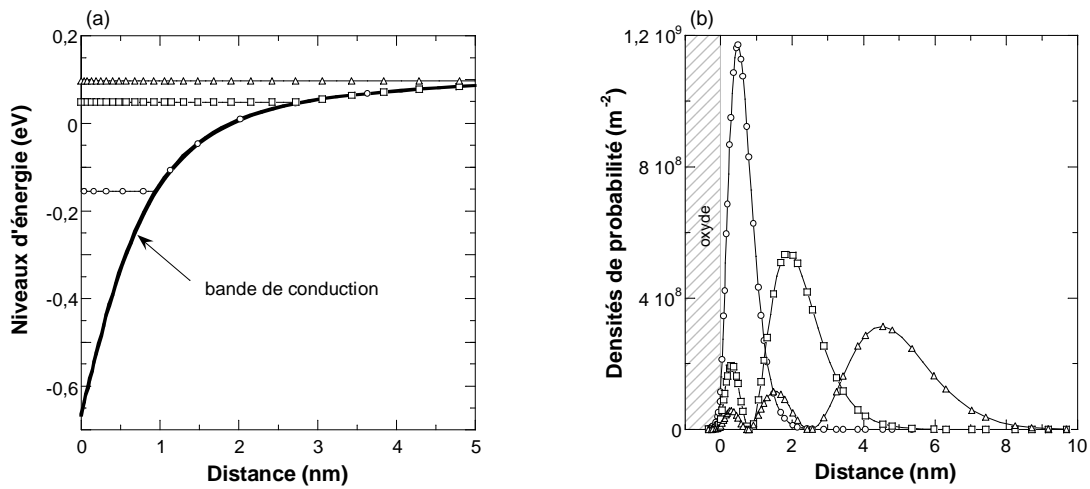 (a)
0,2
0
-0,2
-0,4
-0,6
0
1
2
3
4
5
Niveaux d'énergie (eV)
Distance (nm)
bande de conduction
(b)
1,2 10⁹
8 10⁸
4 10⁸
0
0
2
4
6
8
10
Densités de probabilité (m⁻²)
Distance (nm)
oxyde